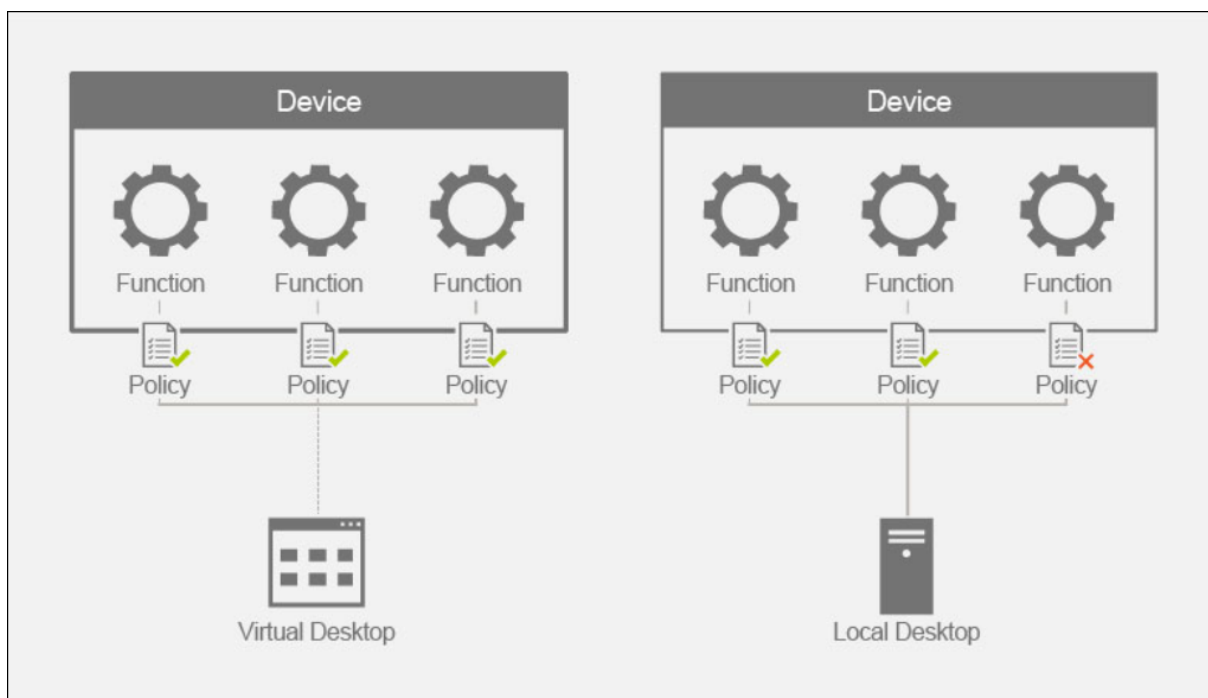 Device
Function Function Function
Policy Policy Policy
Virtual Desktop
Device
Function Function Function
Policy Policy Policy
Local Desktop